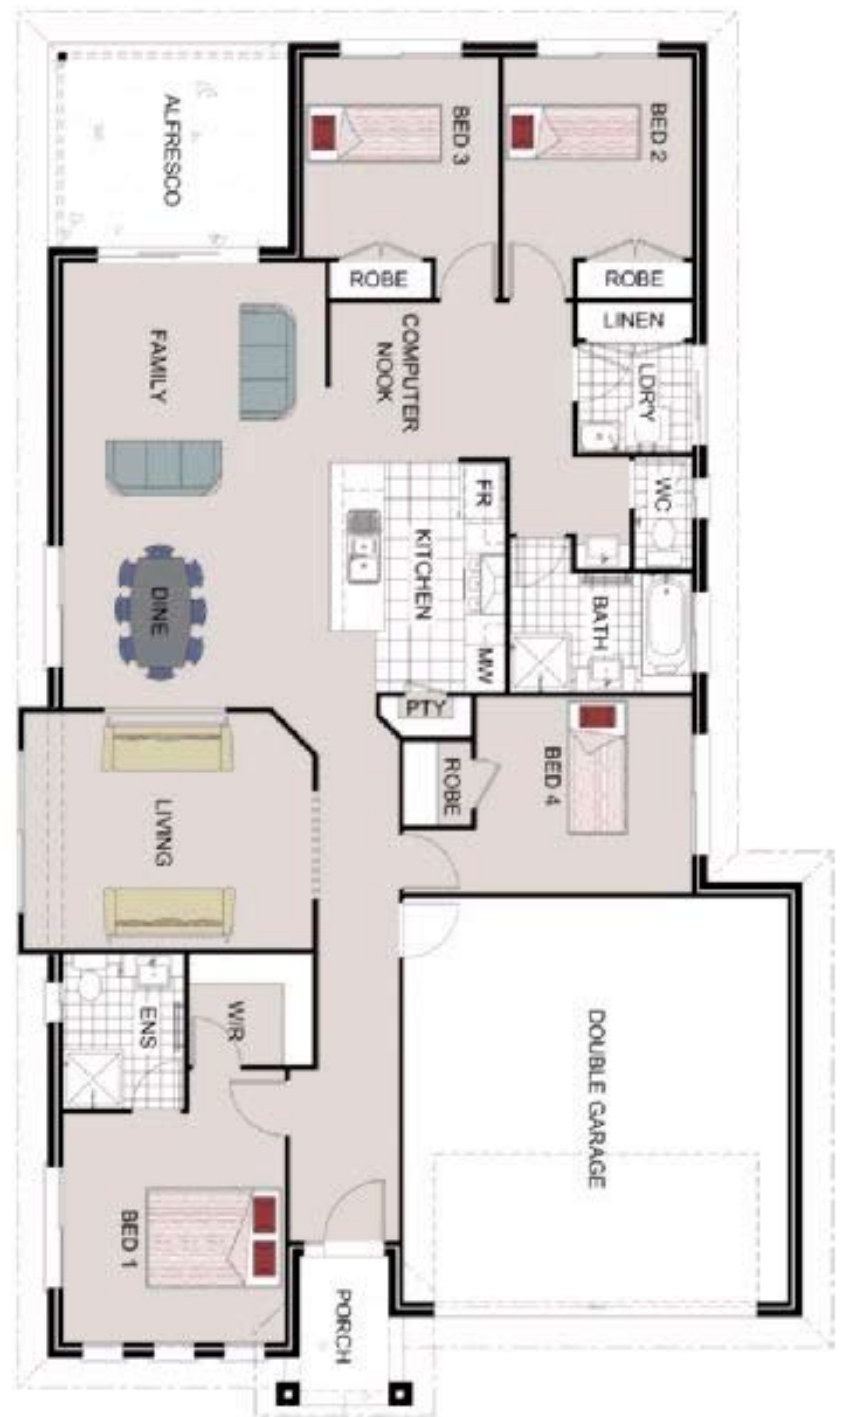 ALFRESCO
BED 3
BED 2
ROBE
ROBE
LINEN
FAMILY
COMPUTER
NOOK
LDR'Y
FR
WC
KITCHEN
DINE
BATH
MW
PTY
ROBE
BED 4
LIVING
ENS
W/R
DOUBLE GARAGE
BED 1
PORCH